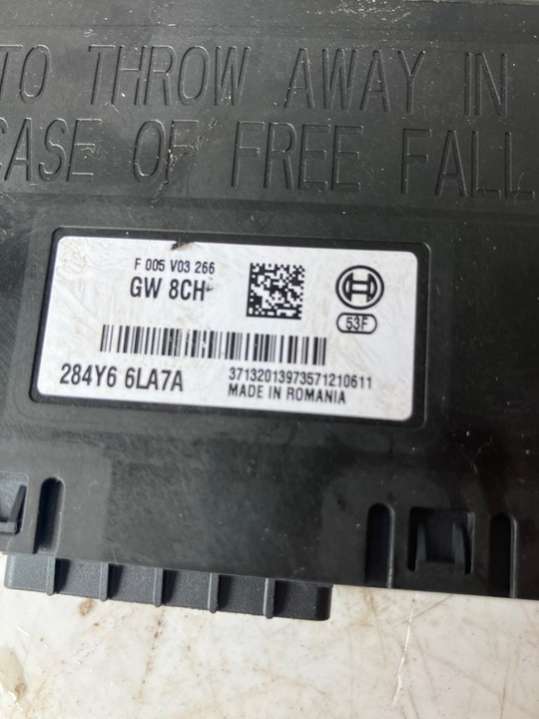 TO THROW AWAY IN
CASE OF FREE FALL
F 005 V03 266
GW 8CH
53F
284Y6 6LA7A
37132013973571210611
MADE IN ROMANIA